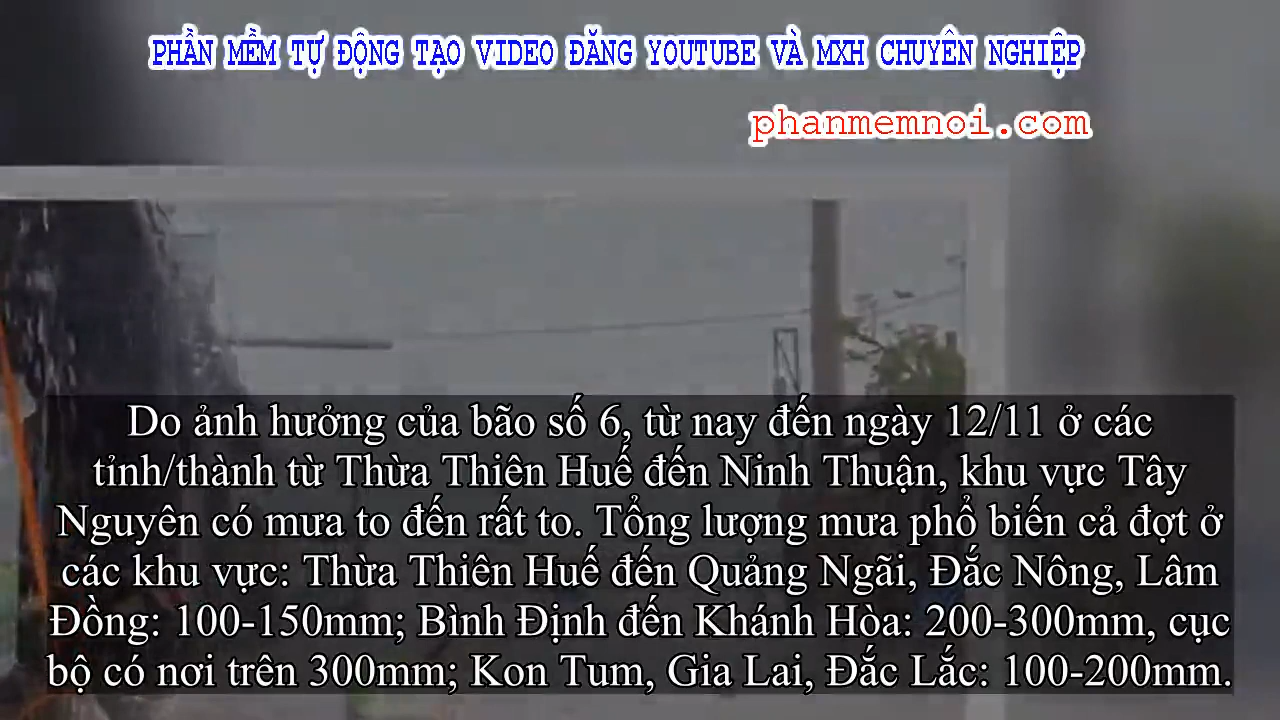 PHẦN MỀM TỰ ĐỘNG TẠO VIDEO ĐĂNG YOUTUBE VÀ MXH CHUYÊN NGHIỆP
phanmemnoi.com
Do ảnh hưởng của bão số 6, từ nay đến ngày 12/11 ở các
tỉnh/thành từ Thừa Thiên Huế đến Ninh Thuận, khu vực Tây
Nguyên có mưa to đến rất to. Tổng lượng mưa phổ biến cả đợt ở
các khu vực: Thừa Thiên Huế đến Quảng Ngãi, Đắc Nông, Lâm
Đồng: 100-150mm; Bình Định đến Khánh Hòa: 200-300mm, cục
bộ có nơi trên 300mm; Kon Tum, Gia Lai, Đắc Lắc: 100-200mm.